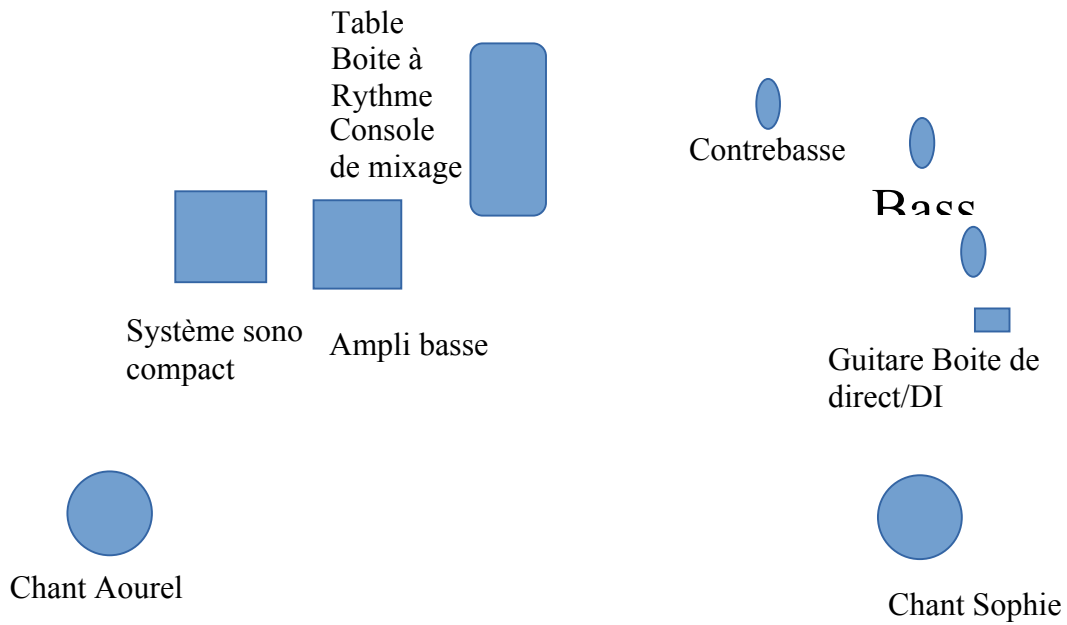 Table
Boite à
Rythme
Console
de mixage
Contrebasse
Bass
Système sono
compact
Ampli basse
Guitare Boite de
direct/DI
Chant Aourel
Chant Sophie